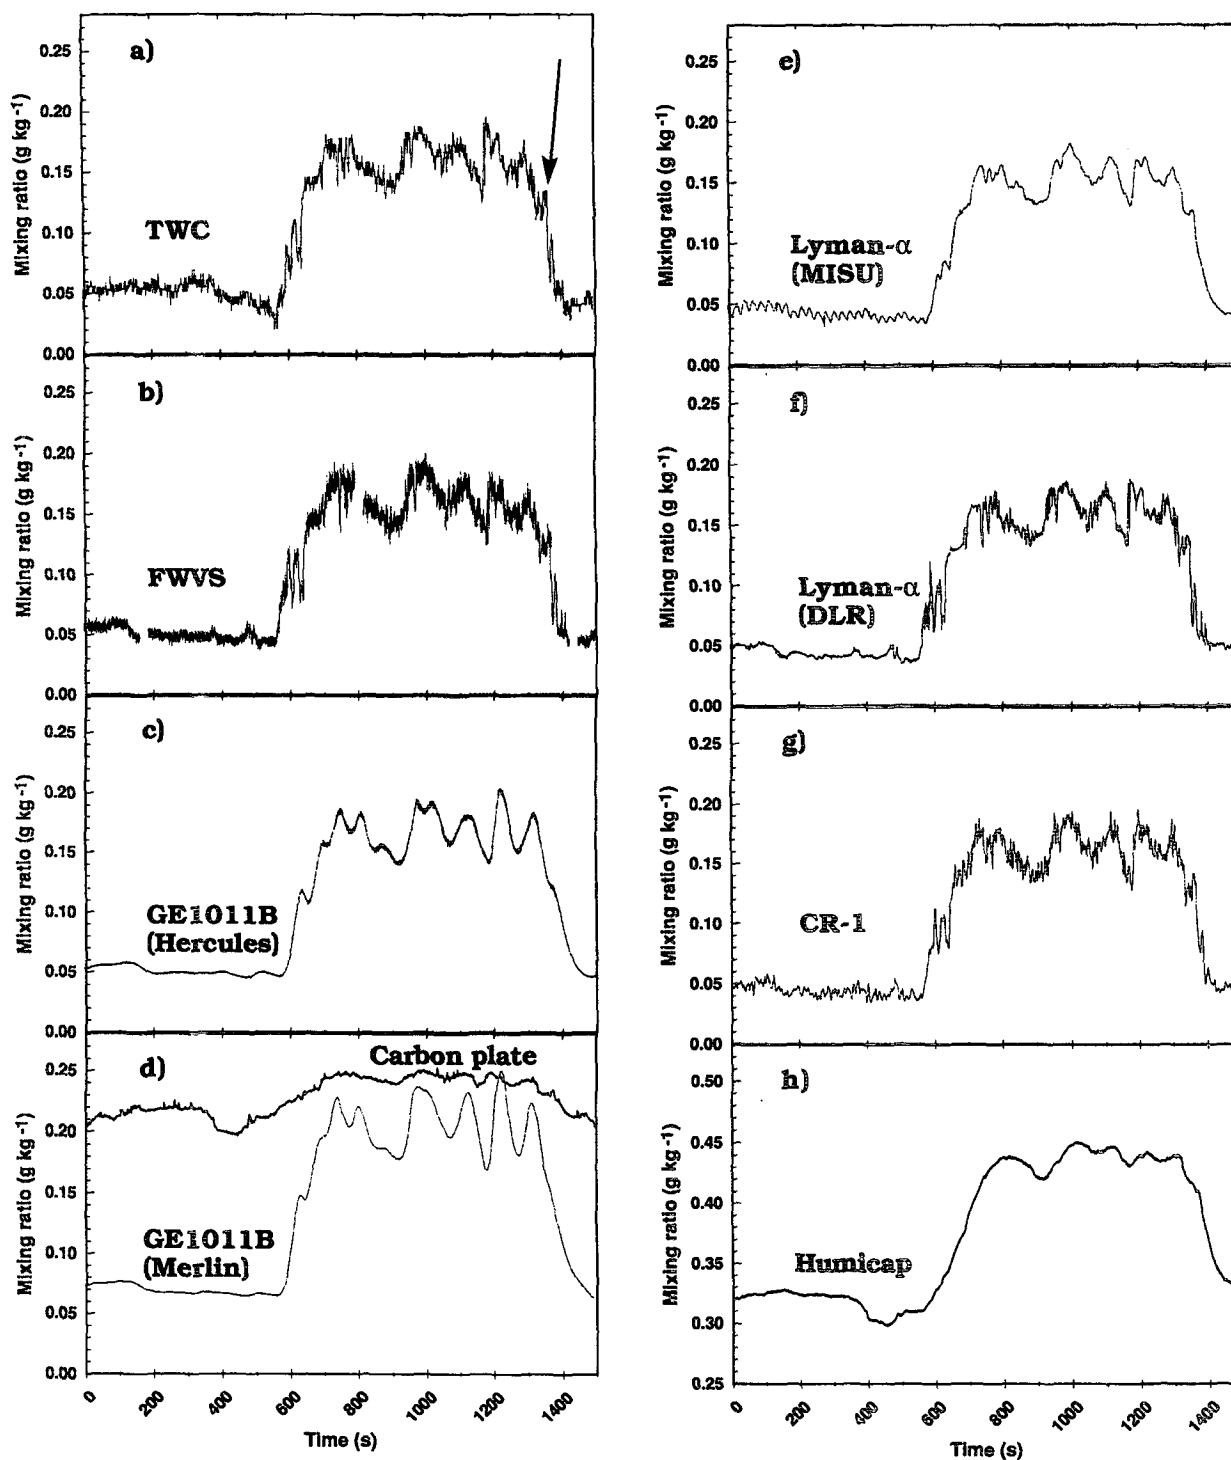 a)
Mixing ratio (g kg⁻¹)
0.25
0.20
0.15
0.10
0.05
0.00
TWC
b)
Mixing ratio (g kg⁻¹)
0.25
0.20
0.15
0.10
0.05
0.00
FWVS
c)
Mixing ratio (g kg⁻¹)
0.25
0.20
0.15
0.10
0.05
0.00
GE1011B
(Hercules)
d)
Carbon plate
Mixing ratio (g kg⁻¹)
0.25
0.20
0.15
0.10
0.05
0.00
GE1011B
(Merlin)
0 200 400 600 800 1000 1200 1400
Time (s)
e)
Mixing ratio (g kg⁻¹)
0.25
0.20
0.15
0.10
0.05
0.00
Lyman-α
(MISU)
f)
Mixing ratio (g kg⁻¹)
0.25
0.20
0.15
0.10
0.05
0.00
Lyman-α
(DLR)
g)
Mixing ratio (g kg⁻¹)
0.25
0.20
0.15
0.10
0.05
0.00
CR-1
h)
Mixing ratio (g kg⁻¹)
0.50
0.45
0.40
0.35
0.30
0.25
Humicap
0 200 400 600 800 1000 1200 1400
Time (s)